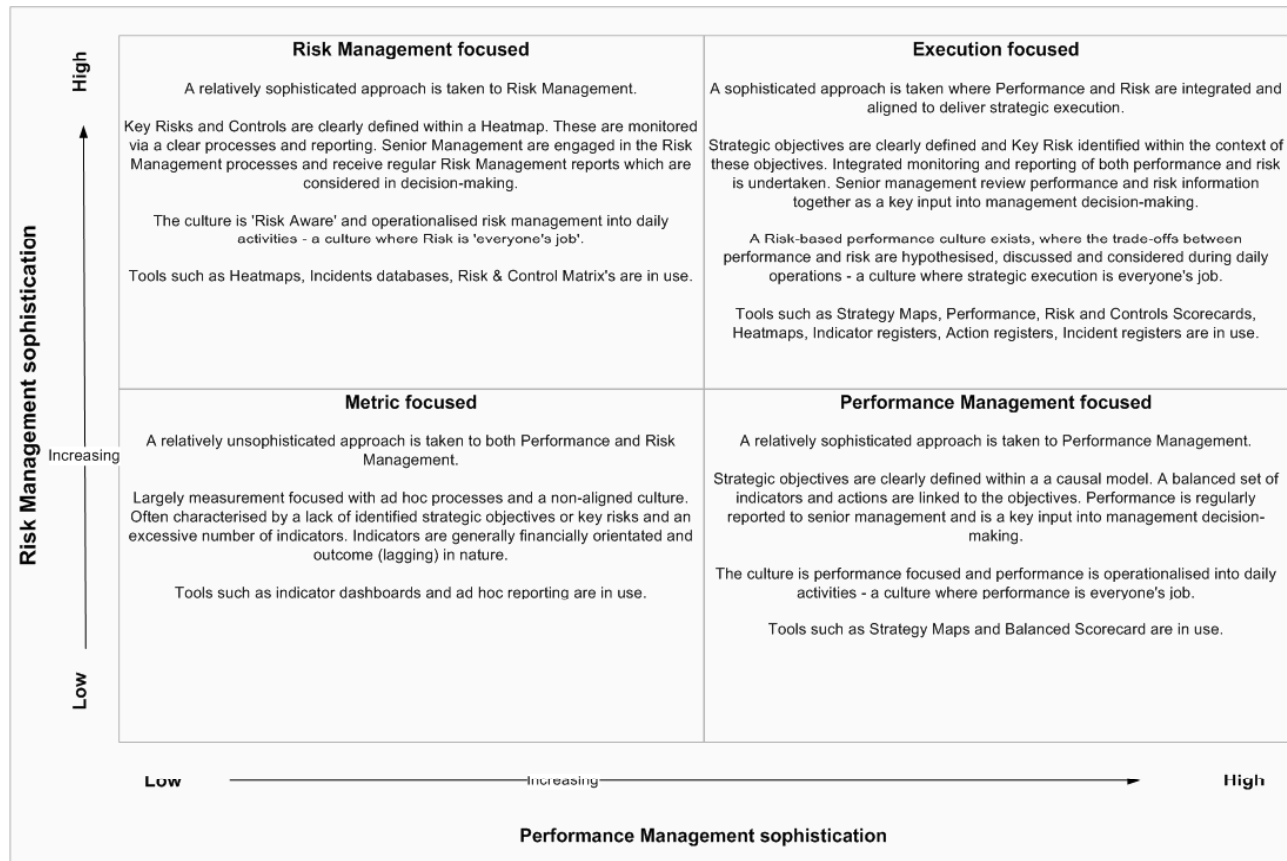 Risk Management sophistication
High
Increasing
Low
Risk Management focused
A relatively sophisticated approach is taken to Risk Management.
Key Risks and Controls are clearly defined within a Heatmap. These are monitored
via a clear processes and reporting. Senior Management are engaged in the Risk
Management processes and receive regular Risk Management reports which are
considered in decision-making.
The culture is 'Risk Aware' and operationalised risk management into daily
activities - a culture where Risk is 'everyone's job'.
Tools such as Heatmaps, Incidents databases, Risk & Control Matrix's are in use.
Execution focused
A sophisticated approach is taken where Performance and Risk are integrated and
aligned to deliver strategic execution.
Strategic objectives are clearly defined and Key Risk identified within the context of
these objectives. Integrated monitoring and reporting of both performance and risk
is undertaken. Senior management review performance and risk information
together as a key input into management decision-making.
A Risk-based performance culture exists, where the trade-offs between
performance and risk are hypothesised, discussed and considered during daily
operations - a culture where strategic execution is everyone's job.
Tools such as Strategy Maps, Performance, Risk and Controls Scorecards,
Heatmaps, Indicator registers, Action registers, Incident registers are in use.
Metric focused
A relatively unsophisticated approach is taken to both Performance and Risk
Management.
Largely measurement focused with ad hoc processes and a non-aligned culture.
Often characterised by a lack of identified strategic objectives or key risks and an
excessive number of indicators. Indicators are generally financially orientated and
outcome (lagging) in nature.
Tools such as indicator dashboards and ad hoc reporting are in use.
Performance Management focused
A relatively sophisticated approach is taken to Performance Management.
Strategic objectives are clearly defined within a a causal model. A balanced set of
indicators and actions are linked to the objectives. Performance is regularly
reported to senior management and is a key input into management decision-
making.
The culture is performance focused and performance is operationalised into daily
activities - a culture where performance is everyone's job.
Tools such as Strategy Maps and Balanced Scorecard are in use.
Low
Increasing
High
Performance Management sophistication